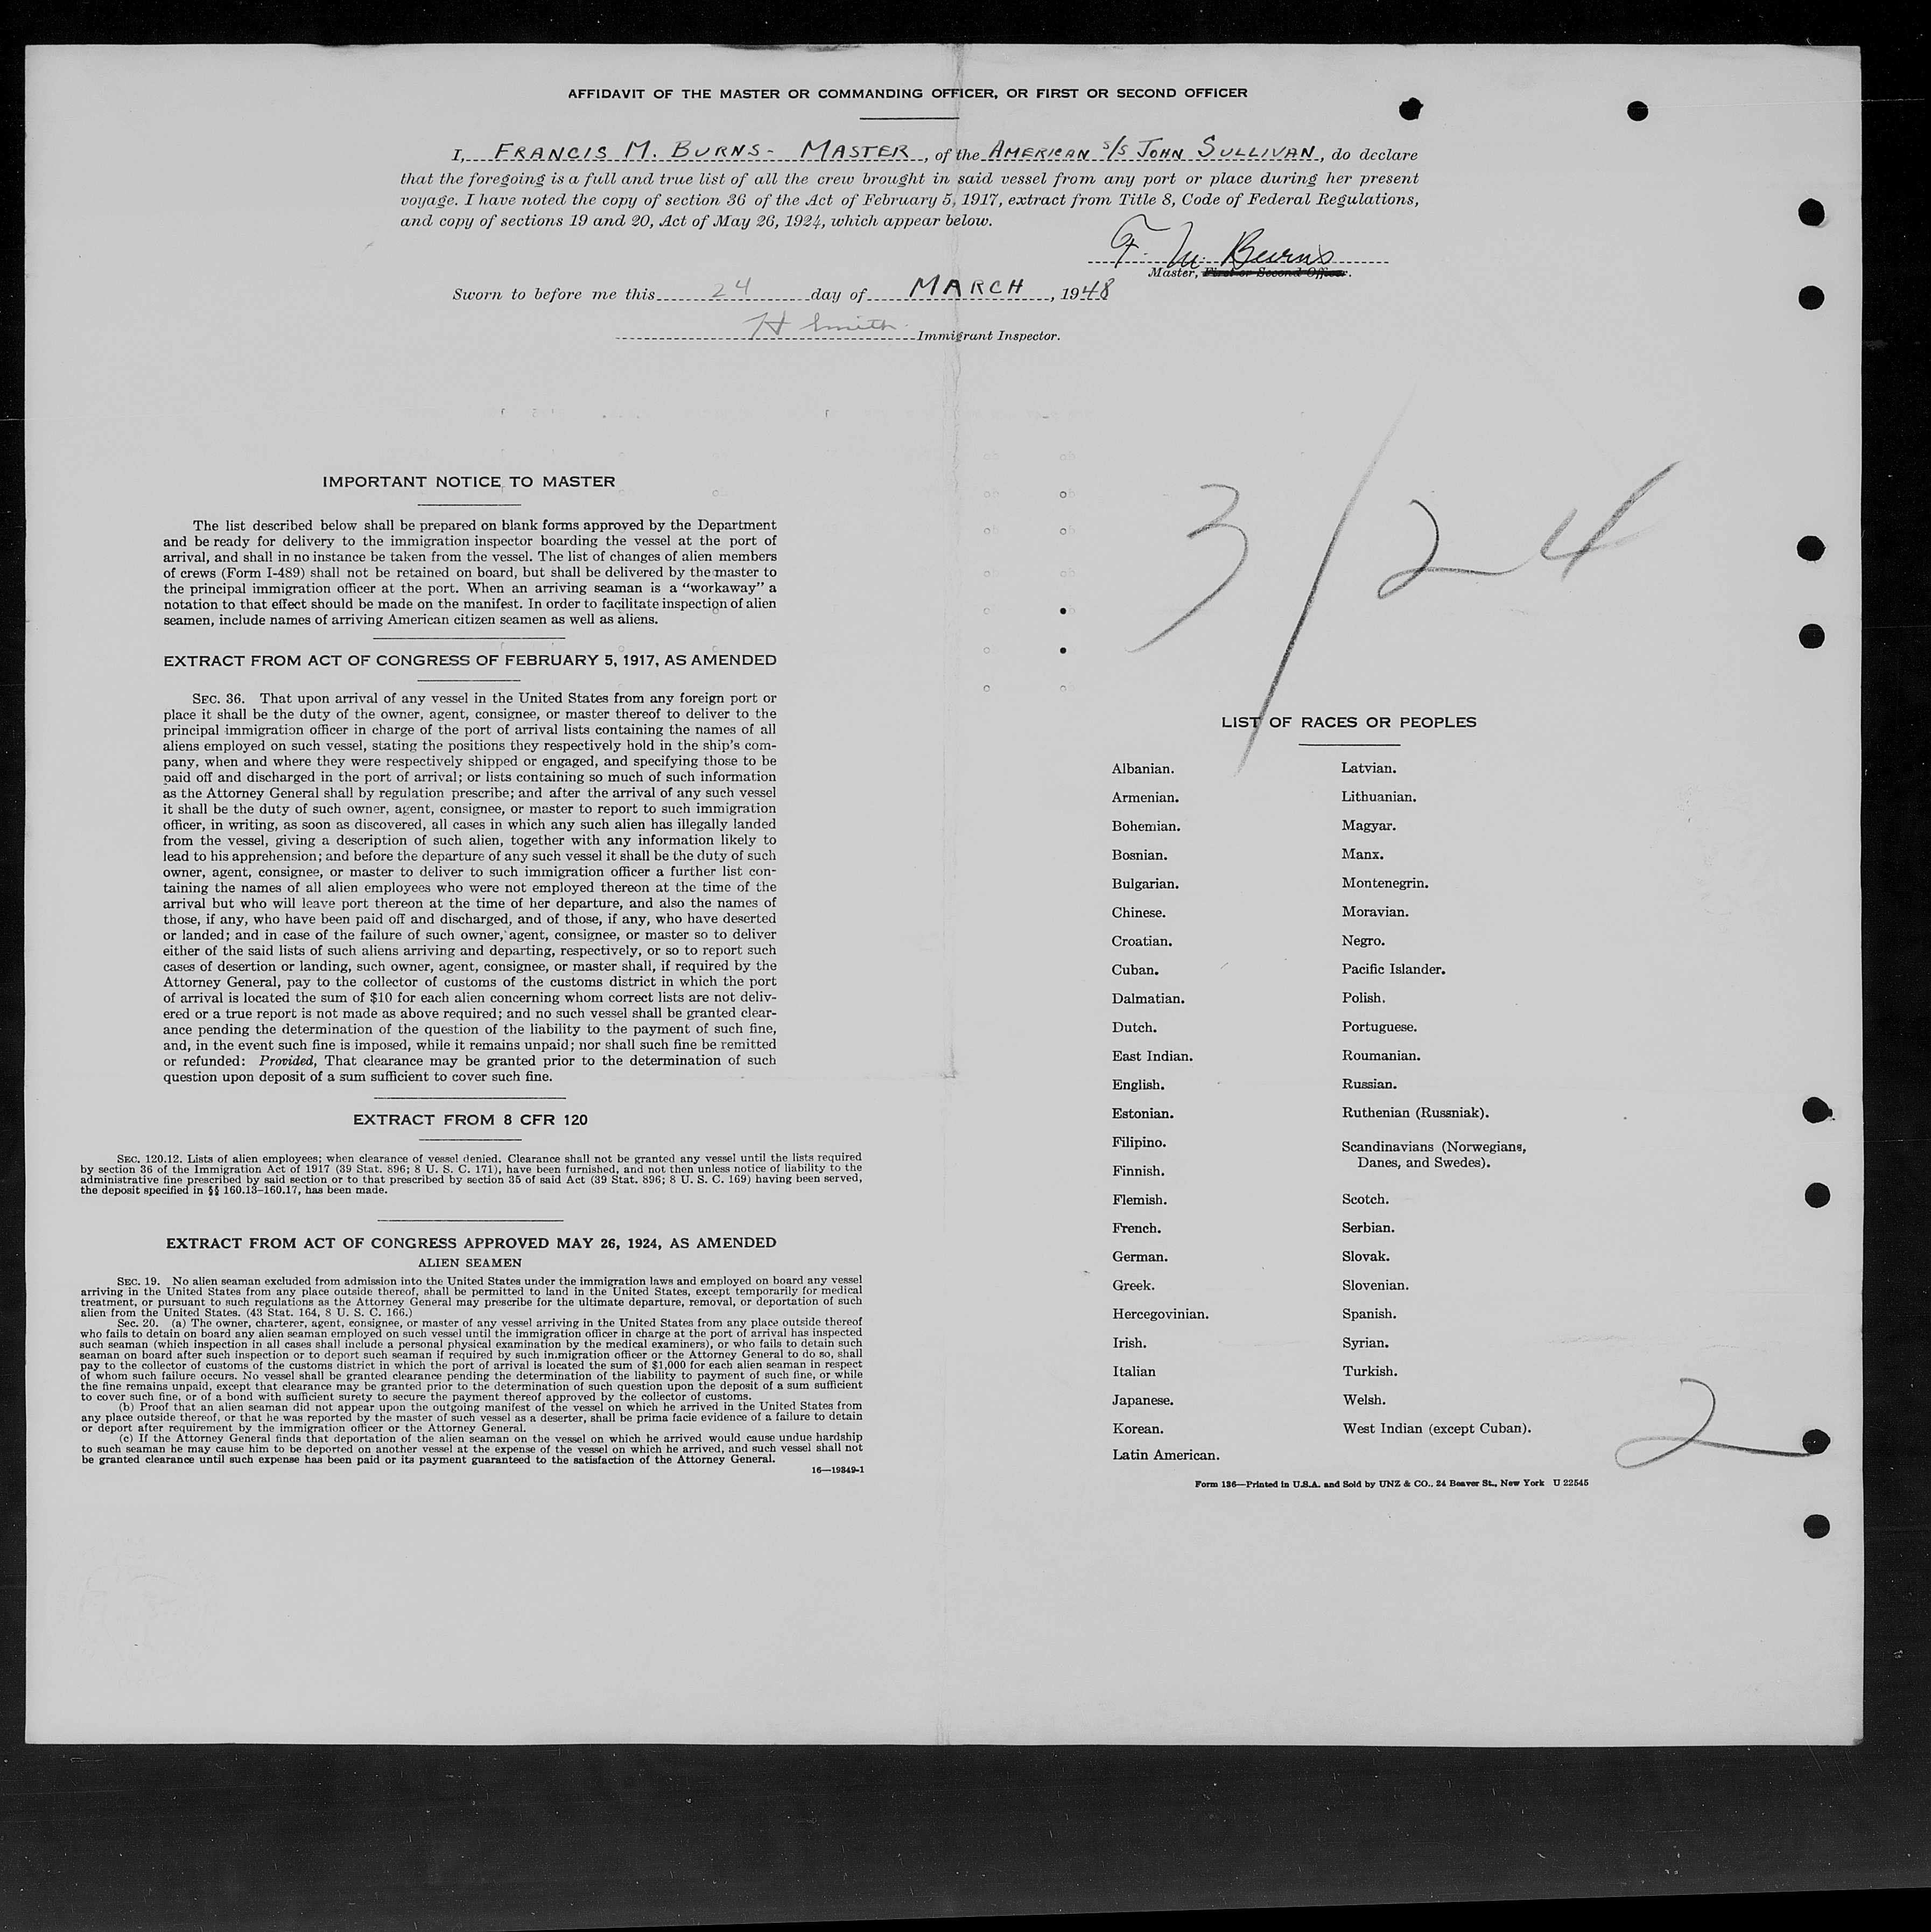 AFFIDAVIT OF THE MASTER OR COMMANDING OFFICER, OR FIRST OR SECOND OFFICER
I, FRANCIS M. BURNS - MASTER, of the AMERICAN S/S JOHN SULLIVAN, do declare
that the foregoing is a full and true list of all the crew brought in said vessel from any port or place during her present
voyage. I have noted the copy of section 36 of the Act of February 5, 1917, extract from Title 8, Code of Federal Regulations,
and copy of sections 19 and 20, Act of May 26, 1924, which appear below.
F. M. Burns
Master, First or Second Officer.
Sworn to before me this 24 day of MARCH, 1948
H Smith Immigrant Inspector.
3/24
IMPORTANT NOTICE TO MASTER
The list described below shall be prepared on blank forms approved by the Department
and be ready for delivery to the immigration inspector boarding the vessel at the port of
arrival, and shall in no instance be taken from the vessel. The list of changes of alien members
of crews (Form I-489) shall not be retained on board, but shall be delivered by the master to
the principal immigration officer at the port. When an arriving seaman is a "workaway" a
notation to that effect should be made on the manifest. In order to facilitate inspection of alien
seamen, include names of arriving American citizen seamen as well as aliens.
EXTRACT FROM ACT OF CONGRESS OF FEBRUARY 5, 1917, AS AMENDED
SEC. 36. That upon arrival of any vessel in the United States from any foreign port or
place it shall be the duty of the owner, agent, consignee, or master thereof to deliver to the
principal immigration officer in charge of the port of arrival lists containing the names of all
aliens employed on such vessel, stating the positions they respectively hold in the ship's com-
pany, when and where they were respectively shipped or engaged, and specifying those to be
paid off and discharged in the port of arrival; or lists containing so much of such information
as the Attorney General shall by regulation prescribe; and after the arrival of any such vessel
it shall be the duty of such owner, agent, consignee, or master to report to such immigration
officer, in writing, as soon as discovered, all cases in which any such alien has illegally landed
from the vessel, giving a description of such alien, together with any information likely to
lead to his apprehension; and before the departure of any such vessel it shall be the duty of such
owner, agent, consignee, or master to deliver to such immigration officer a further list con-
taining the names of all alien employees who were not employed thereon at the time of the
arrival but who will leave port thereon at the time of her departure, and also the names of
those, if any, who have been paid off and discharged, and of those, if any, who have deserted
or landed; and in case of the failure of such owner, agent, consignee, or master so to deliver
either of the said lists of such aliens arriving and departing, respectively, or so to report such
cases of desertion or landing, such owner, agent, consignee, or master shall, if required by the
Attorney General, pay to the collector of customs of the customs district in which the port
of arrival is located the sum of $10 for each alien concerning whom correct lists are not deliv-
ered or a true report is not made as above required; and no such vessel shall be granted clear-
ance pending the determination of the question of the liability to the payment of such fine,
and, in the event such fine is imposed, while it remains unpaid; nor shall such fine be remitted
or refunded: Provided, That clearance may be granted prior to the determination of such
question upon deposit of a sum sufficient to cover such fine.
EXTRACT FROM 8 CFR 120
SEC. 120.12. Lists of alien employees; when clearance of vessel denied. Clearance shall not be granted any vessel until the lists required
by section 36 of the Immigration Act of 1917 (39 Stat. 896; 8 U. S. C. 171), have been furnished, and not then unless notice of liability to the
administrative fine prescribed by said section or to that prescribed by section 35 of said Act (39 Stat. 896; 8 U. S. C. 169) having been served,
the deposit specified in §§ 160.13-160.17, has been made.
EXTRACT FROM ACT OF CONGRESS APPROVED MAY 26, 1924, AS AMENDED
ALIEN SEAMEN
SEC. 19. No alien seaman excluded from admission into the United States under the immigration laws and employed on board any vessel
arriving in the United States from any place outside thereof, shall be permitted to land in the United States, except temporarily for medical
treatment, or pursuant to such regulations as the Attorney General may prescribe for the ultimate departure, removal, or deportation of such
alien from the United States. (43 Stat. 164, 8 U. S. C. 166.)
Sec. 20. (a) The owner, charterer, agent, consignee, or master of any vessel arriving in the United States from any place outside thereof
who fails to detain on board any alien seaman employed on such vessel until the immigration officer in charge at the port of arrival has inspected
such seaman (which inspection in all cases shall include a personal physical examination by the medical examiners), or who fails to detain such
seaman on board after such inspection or to deport such seaman if required by such immigration officer or the Attorney General to do so, shall
pay to the collector of customs of the customs district in which the port of arrival is located the sum of $1,000 for each alien seaman in respect
of whom such failure occurs. No vessel shall be granted clearance pending the determination of the liability to payment of such fine, or while
the fine remains unpaid, except that clearance may be granted prior to the determination of such question upon the deposit of a sum sufficient
to cover such fine, or of a bond with sufficient surety to secure the payment thereof approved by the collector of customs.
(b) Proof that an alien seaman did not appear upon the outgoing manifest of the vessel on which he arrived in the United States from
any place outside thereof, or that he was reported by the master of such vessel as a deserter, shall be prima facie evidence of a failure to detain
or deport after requirement by the immigration officer or the Attorney General.
(c) If the Attorney General finds that deportation of the alien seaman on the vessel on which he arrived would cause undue hardship
to such seaman he may cause him to be deported on another vessel at the expense of the vessel on which he arrived, and such vessel shall not
be granted clearance until such expense has been paid or its payment guaranteed to the satisfaction of the Attorney General.
16—19849-1
LIST OF RACES OR PEOPLES
Albanian.
Armenian.
Bohemian.
Bosnian.
Bulgarian.
Chinese.
Croatian.
Cuban.
Dalmatian.
Dutch.
East Indian.
English.
Estonian.
Filipino.
Finnish.
Flemish.
French.
German.
Greek.
Hercegovinian.
Irish.
Italian
Japanese.
Korean.
Latin American.
Latvian.
Lithuanian.
Magyar.
Manx.
Montenegrin.
Moravian.
Negro.
Pacific Islander.
Polish.
Portuguese.
Roumanian.
Russian.
Ruthenian (Russniak).
Scandinavians (Norwegians,
Danes, and Swedes).
Scotch.
Serbian.
Slovak.
Slovenian.
Spanish.
Syrian.
Turkish.
Welsh.
West Indian (except Cuban).
2
Form 136—Printed in U.S.A. and Sold by UNZ & CO., 24 Beaver St., New York U 22545